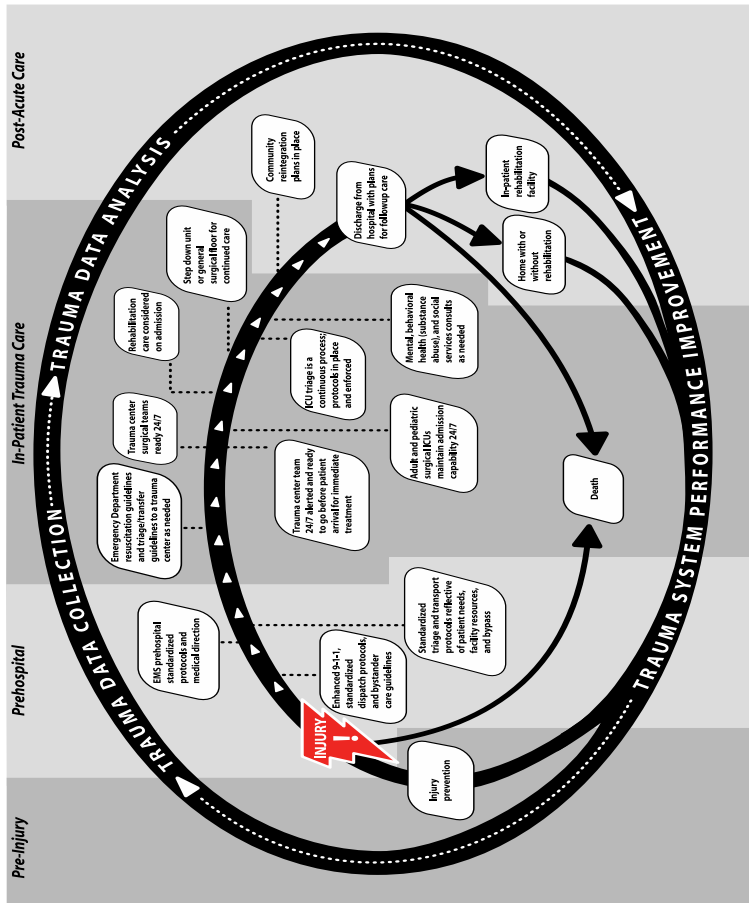 Pre-Injury
Prehospital
In-Patient Trauma Care
Post-Acute Care
TRAUMA DATA COLLECTION
TRAUMA DATA ANALYSIS
TRAUMA SYSTEM PERFORMANCE IMPROVEMENT
INJURY
!
Injury
prevention
EMS prehospital
standardized
protocols and
medical direction
Enhanced 9-1-1,
standardized
dispatch protocols,
and bystander
care guidelines
Standardized
triage and transport
protocols reflective
of patient needs,
facility resources,
and bypass
Emergency Department
resuscitation guidelines
and triage/transfer
guidelines to a trauma
center as needed
Trauma center
surgical teams
ready 24/7
Trauma center team
24/7 alerted and ready
to go before patient
arrival for immediate
treatment
Adult and pediatric
surgical ICUs
maintain admission
capability 24/7
Rehabilitation
care considered
on admission
ICU triage is a
continuous process;
protocols in place
and enforced
Step down unit
or general
surgical floor for
continued care
Mental, behavioral
health (substance
abuse), and social
services consults
as needed
Community
reintegration
plans in place
Discharge from
hospital with plans
for followup care
Home with or
without
rehabilitation
In-patient
rehabilitation
facility
Death